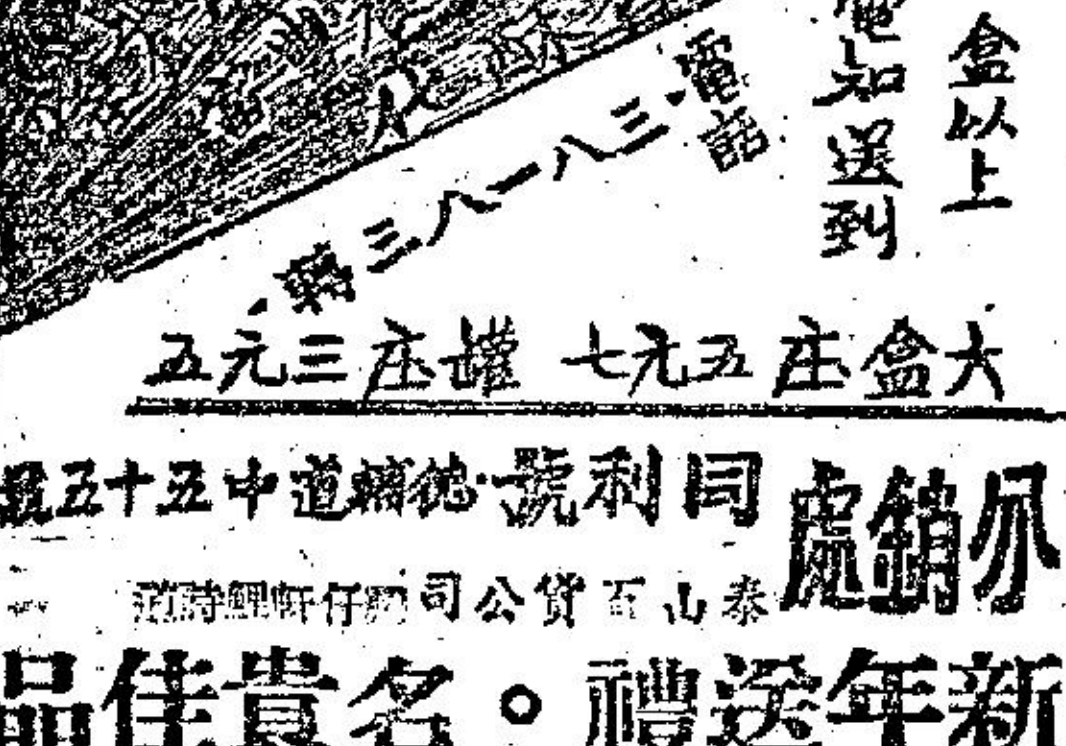 盒以上
電知送到
電話・三八一八三・轉
大盒庄五元七 罐庄三元五
分銷處
同利號・德輔道中五十五號
泰山百貨公司
新年送禮。名貴佳品